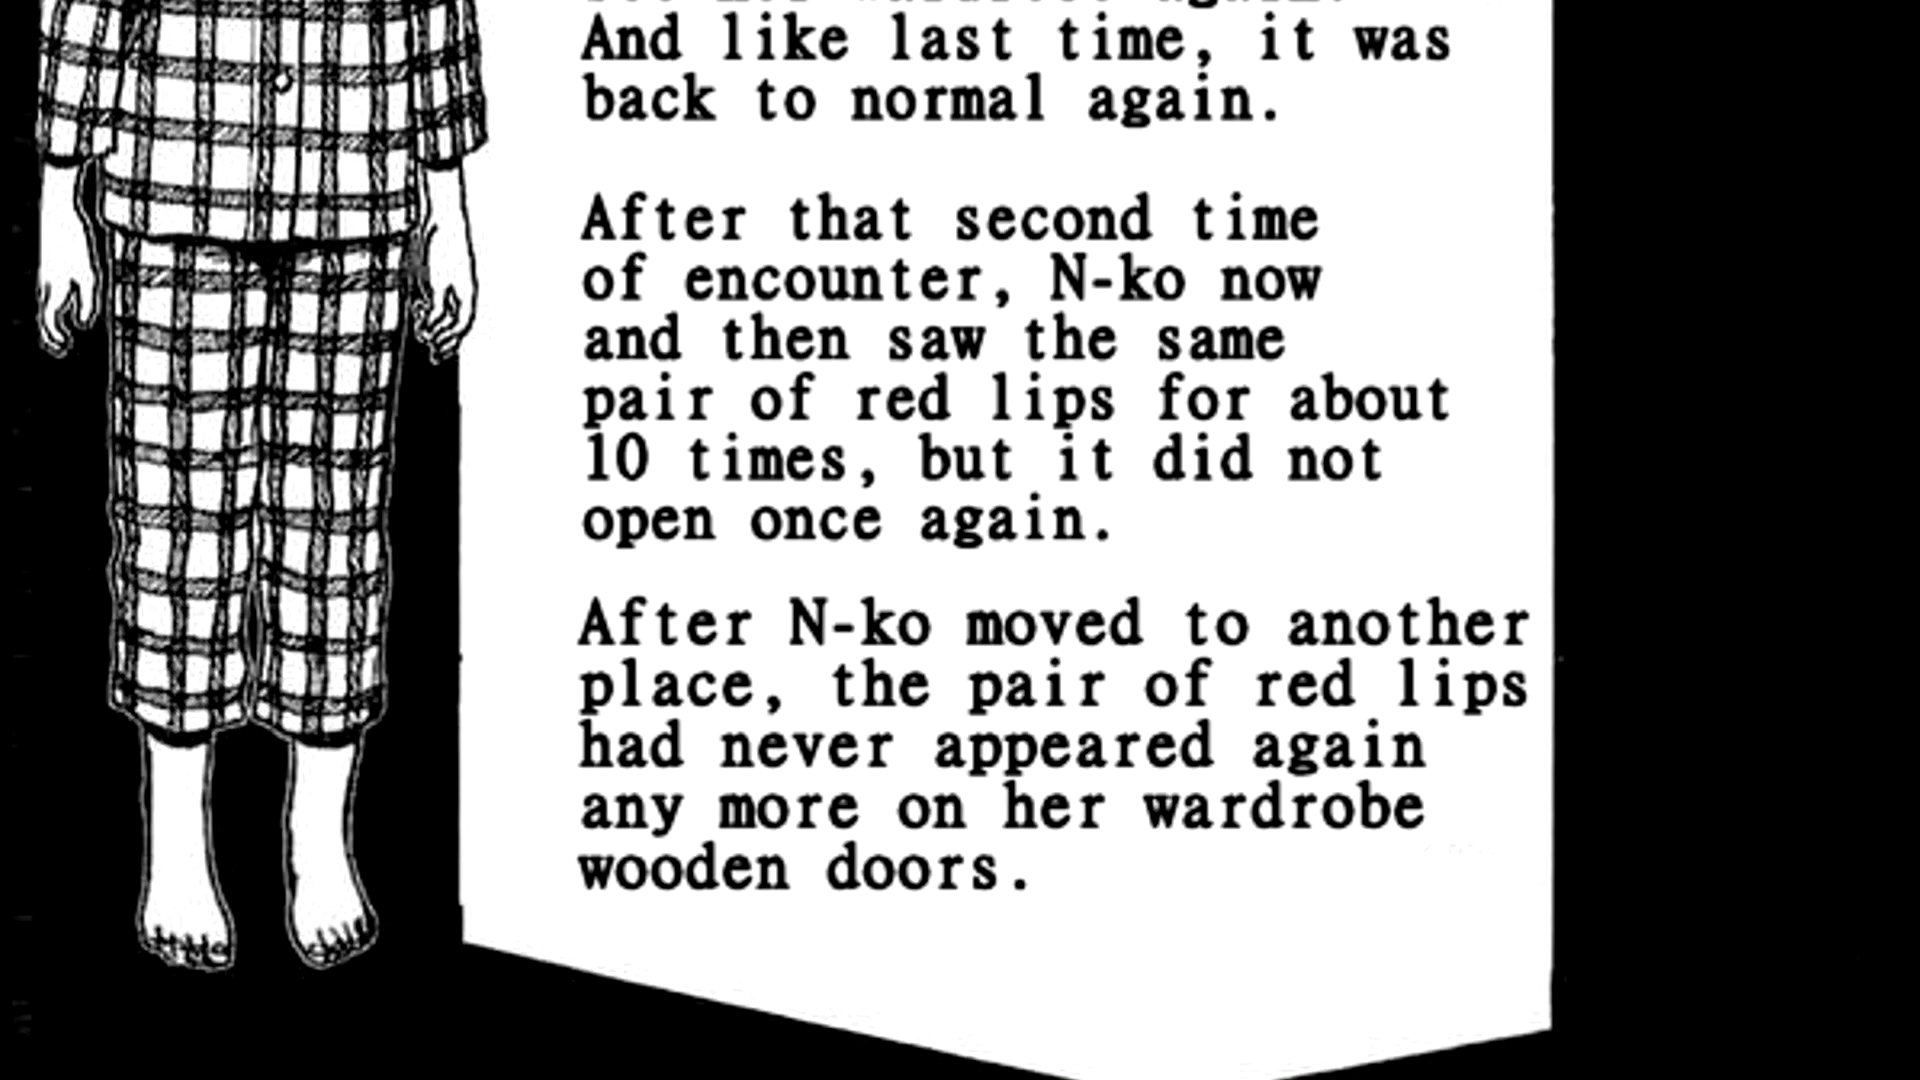 And like last time, it was
back to normal again.
After that second time
of encounter, N-ko now
and then saw the same
pair of red lips for about
10 times, but it did not
open once again.
After N-ko moved to another
place, the pair of red lips
had never appeared again
any more on her wardrobe
wooden doors.